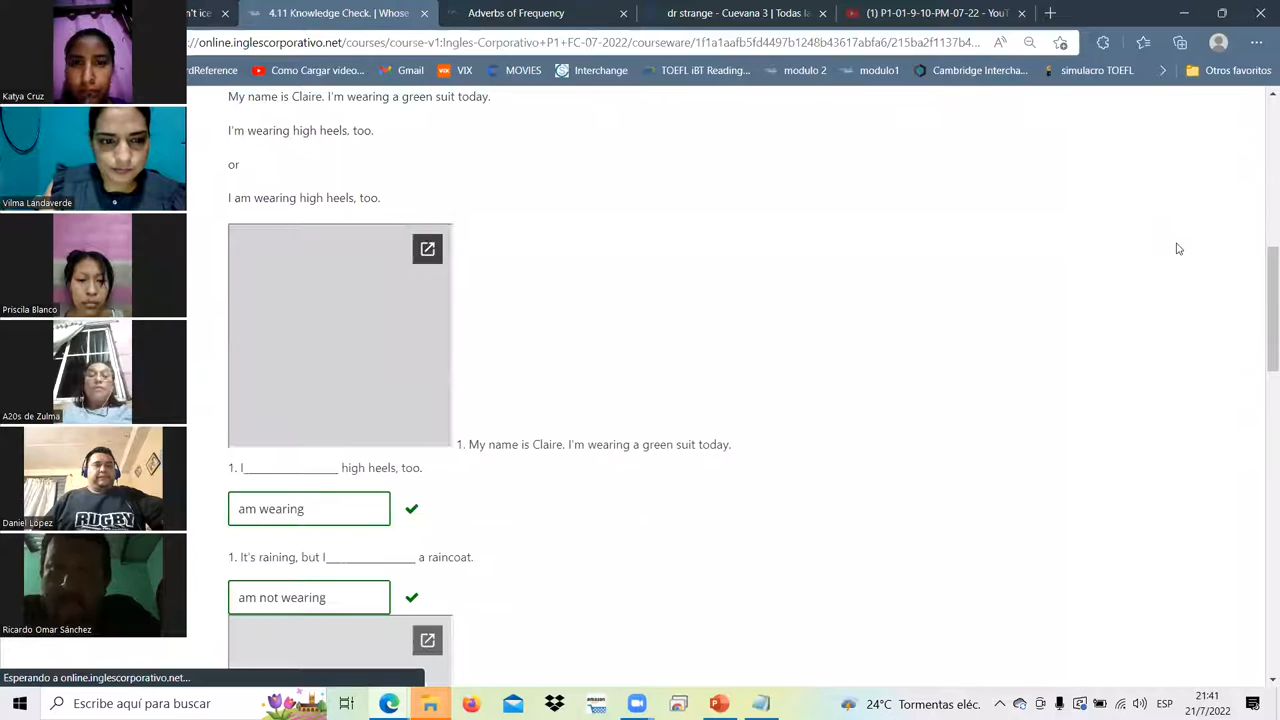 't ice
4.11 Knowledge Check. | Whose
Adverbs of Frequency
dr strange - Cuevana 3 | Todas l
(1) P1-01-9-10-PM-07-22 - YouT
://online.inglescorporativo.net/courses/course-v1:Ingles-Corporativo+P1+FC-07-2022/courseware/1f1a1aafb5fd4497b1248b43617abfa6/215ba2f1137b4...
rdReference
Como Cargar video...
Gmail
VIX
MOVIES
Interchange
TOEFL iBT Reading...
modulo 2
modulo1
Cambridge Intercha...
simulacro TOEFL
Otros favoritos
My name is Claire. I'm wearing a green suit today.
I'm wearing high heels, too.
or
I am wearing high heels, too.
1. My name is Claire. I'm wearing a green suit today.
1. I________________ high heels, too.
am wearing
1. It's raining, but I_______________ a raincoat.
am not wearing
Katya Cruz
Vilma Landaverde
Priscila Blanco
A20s de Zulma
RUGBY
Daniel López
Ricardo Omar Sánchez
Esperando a online.inglescorporativo.net...
Escribe aquí para buscar
amazon
24°C Tormentas eléc.
ESP
21:41
21/7/2022